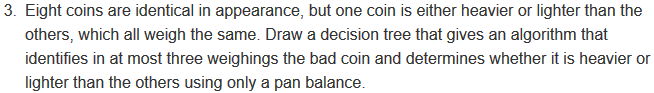 3. Eight coins are identical in appearance, but one coin is either heavier or lighter than the
others, which all weigh the same. Draw a decision tree that gives an algorithm that
identifies in at most three weighings the bad coin and determines whether it is heavier or
lighter than the others using only a pan balance.